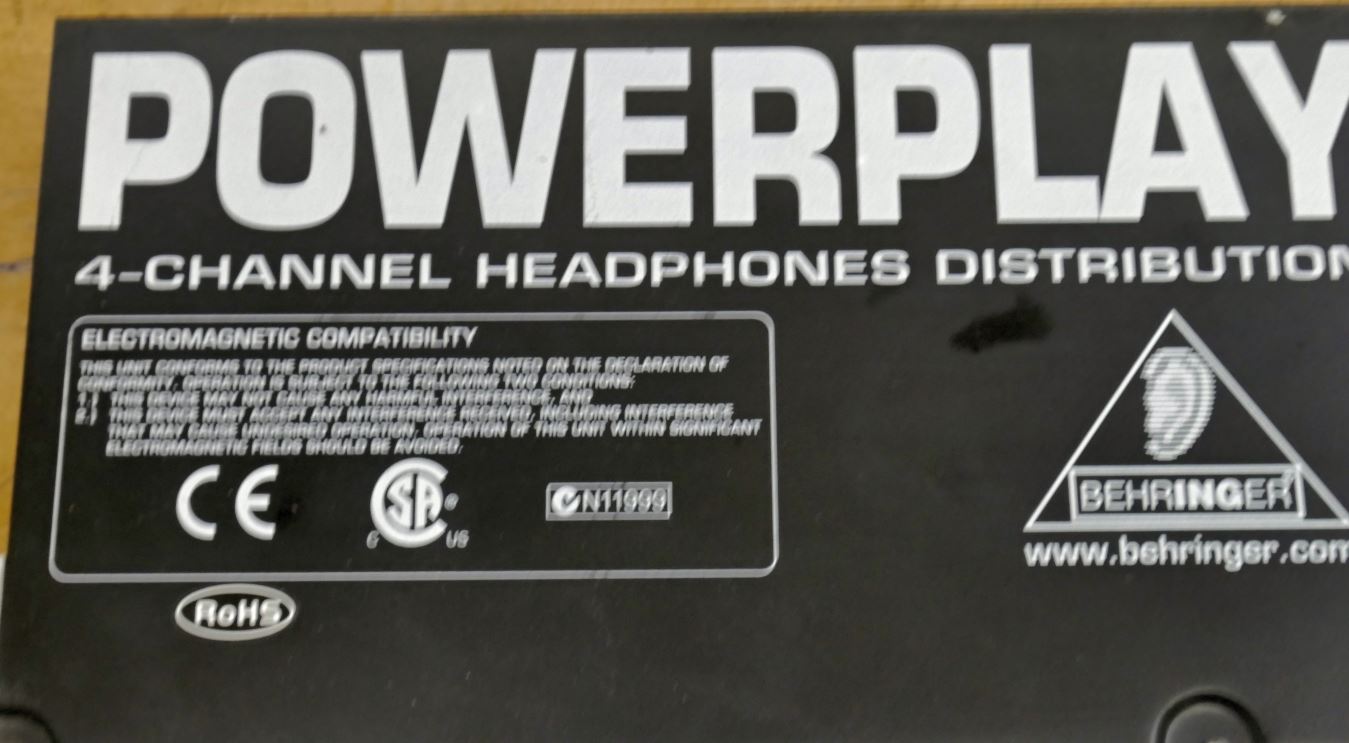 POWERPLAY
4-CHANNEL HEADPHONES DISTRIBUTION
ELECTROMAGNETIC COMPATIBILITY
THIS UNIT CONFORMS TO THE PRODUCT SPECIFICATIONS NOTED ON THE DECLARATION OF
CONFORMITY. OPERATION IS SUBJECT TO THE FOLLOWING TWO CONDITIONS:
1.) THIS DEVICE MAY NOT CAUSE ANY HARMFUL INTERFERENCE, AND
2.) THIS DEVICE MUST ACCEPT ANY INTERFERENCE RECEIVED, INCLUDING INTERFERENCE
THAT MAY CAUSE UNDESIRED OPERATION. OPERATION OF THIS UNIT WITHIN SIGNIFICANT
ELECTROMAGNETIC FIELDS SHOULD BE AVOIDED.
CE
C SA ® US
N11999
RoHS
BEHRINGER
www.behringer.com